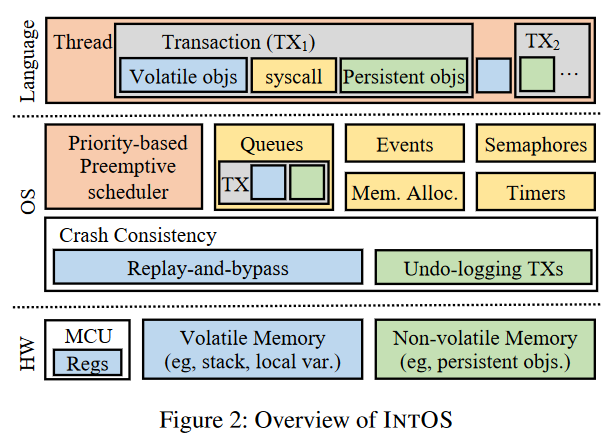 Language
Thread
Transaction (TX1)
Volatile objs
syscall
Persistent objs
TX2
...
OS
Priority-based
Preemptive
scheduler
Queues
TX
Events
Semaphores
Mem. Alloc.
Timers
Crash Consistency
Replay-and-bypass
Undo-logging TXs
HW
MCU
Regs
Volatile Memory
(eg, stack, local var.)
Non-volatile Memory
(eg, persistent objs.)
Figure 2: Overview of INTOS